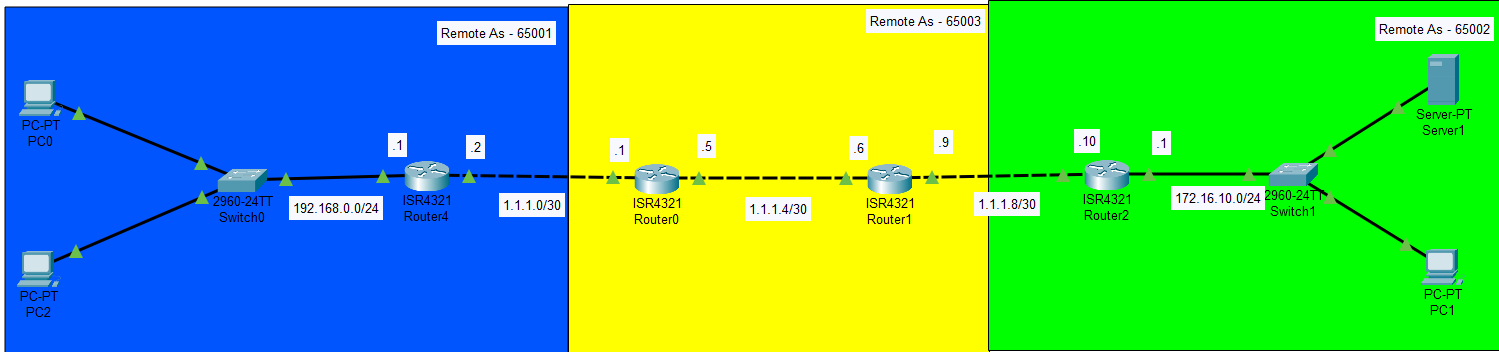 Remote As - 65001
Remote As - 65003
Remote As - 65002
PC-PT
PC0
Server-PT
Server1
.1
.2
.1
.5
.6
.9
.10
.1
2960-24TT
Switch0
192.168.0.0/24
ISR4321
Router4
1.1.1.0/30
ISR4321
Router0
1.1.1.4/30
ISR4321
Router1
1.1.1.8/30
ISR4321
Router2
172.16.10.0/24
2960-24TT
Switch1
PC-PT
PC2
PC-PT
PC1